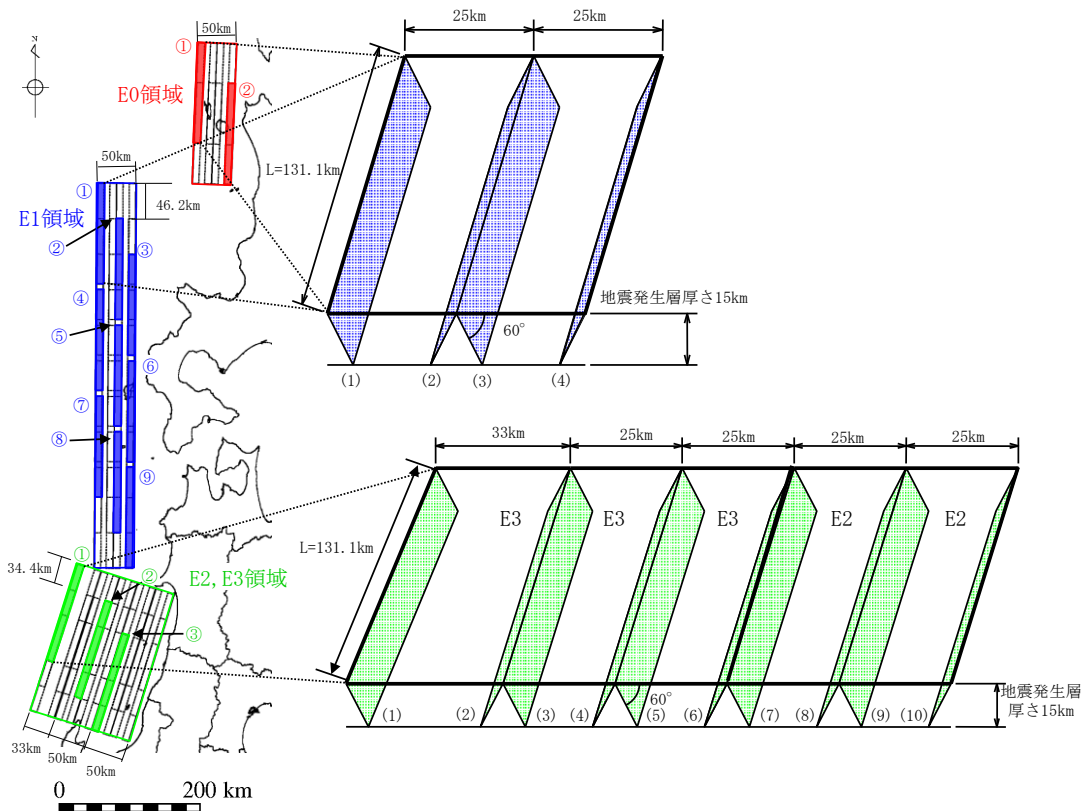 N
50km
①
②
E0領域
25km
25km
L=131.1km
地震発生層厚さ15km
60°
(1)
(2)
(3)
(4)
50km
①
46.2km
E1領域
②
③
④
⑤
⑥
⑦
⑧
⑨
33km
25km
25km
25km
25km
E3
E3
E3
E2
E2
L=131.1km
60°
地震発生層
厚さ15km
(1)
(2)
(3)
(4)
(5)
(6)
(7)
(8)
(9)
(10)
①
34.4km
②
E2,E3領域
③
33km
50km
50km
0
200 km